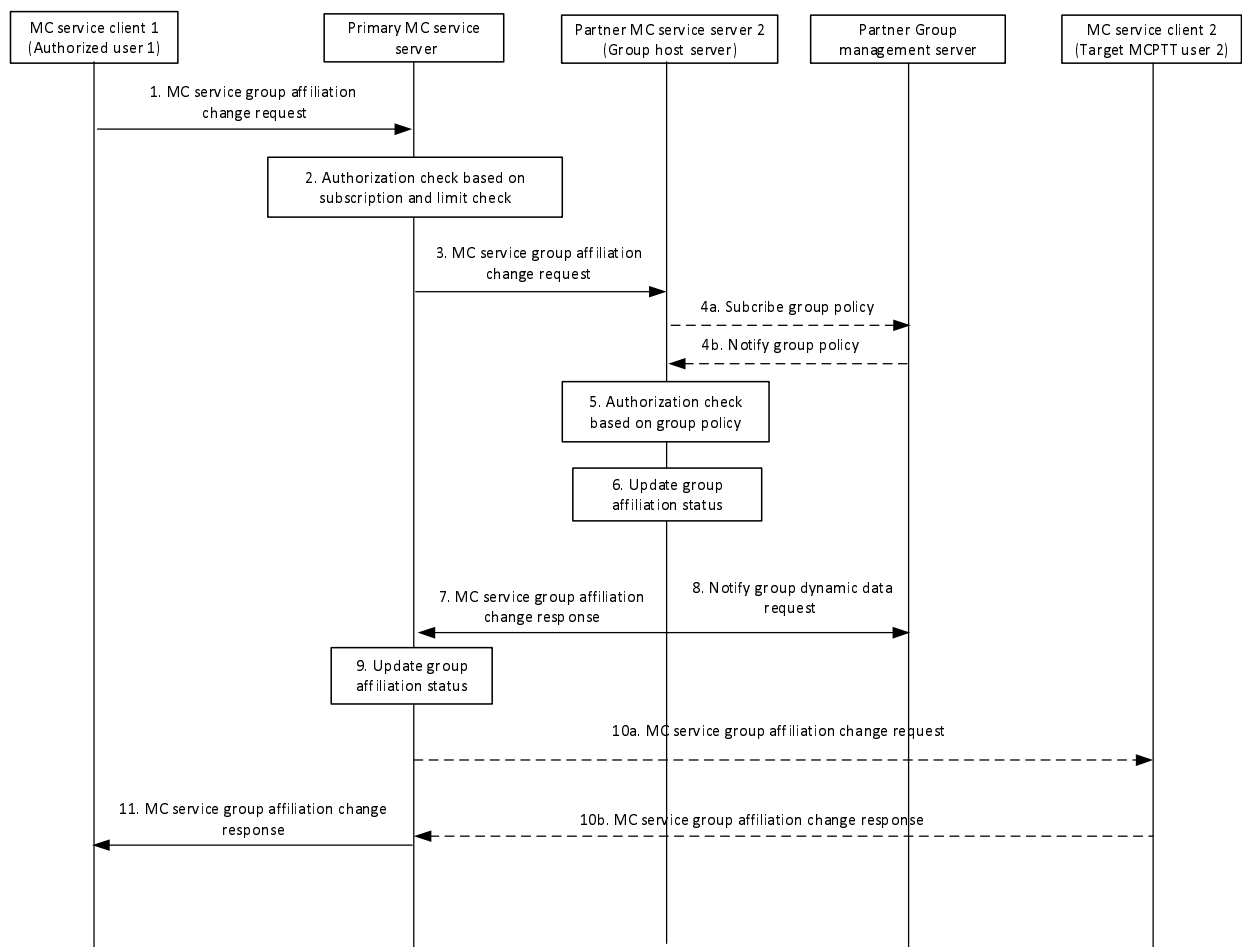 MC service client 1
(Authorized user 1)
Primary MC service
server
Partner MC service server 2
(Group host server)
Partner Group
management server
MC service client 2
(Target MCPTT user 2)
1. MC service group affiliation
change request
2. Authorization check based on
subscription and limit check
3. MC service group affiliation
change request
4a. Subcribe group policy
4b. Notify group policy
5. Authorization check
based on group policy
6. Update group
affiliation status
7. MC service group affiliation
change response
8. Notify group dynamic data
request
9. Update group
affiliation status
10a. MC service group affiliation change request
11. MC service group affiliation change
response
10b. MC service group affiliation change response